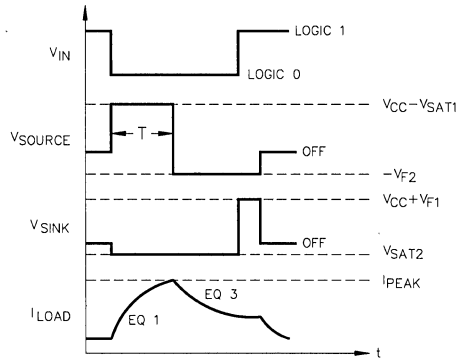 LOGIC 1
VIN
LOGIC 0
VCC-VSAT1
VSOURCE
T
OFF
-VF2
VCC+VF1
VSINK
OFF
VSAT2
IPEAK
EQ 3
ILOAD
EQ 1
t